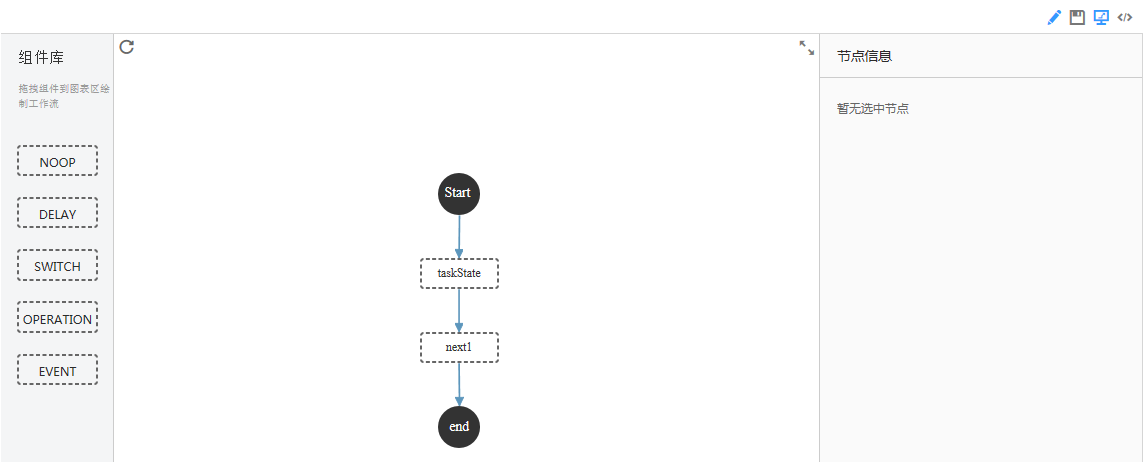 组件库
拖拽组件到图表区绘
制工作流
NOOP
DELAY
SWITCH
OPERATION
EVENT
Start
taskState
next1
end
节点信息
暂无选中节点